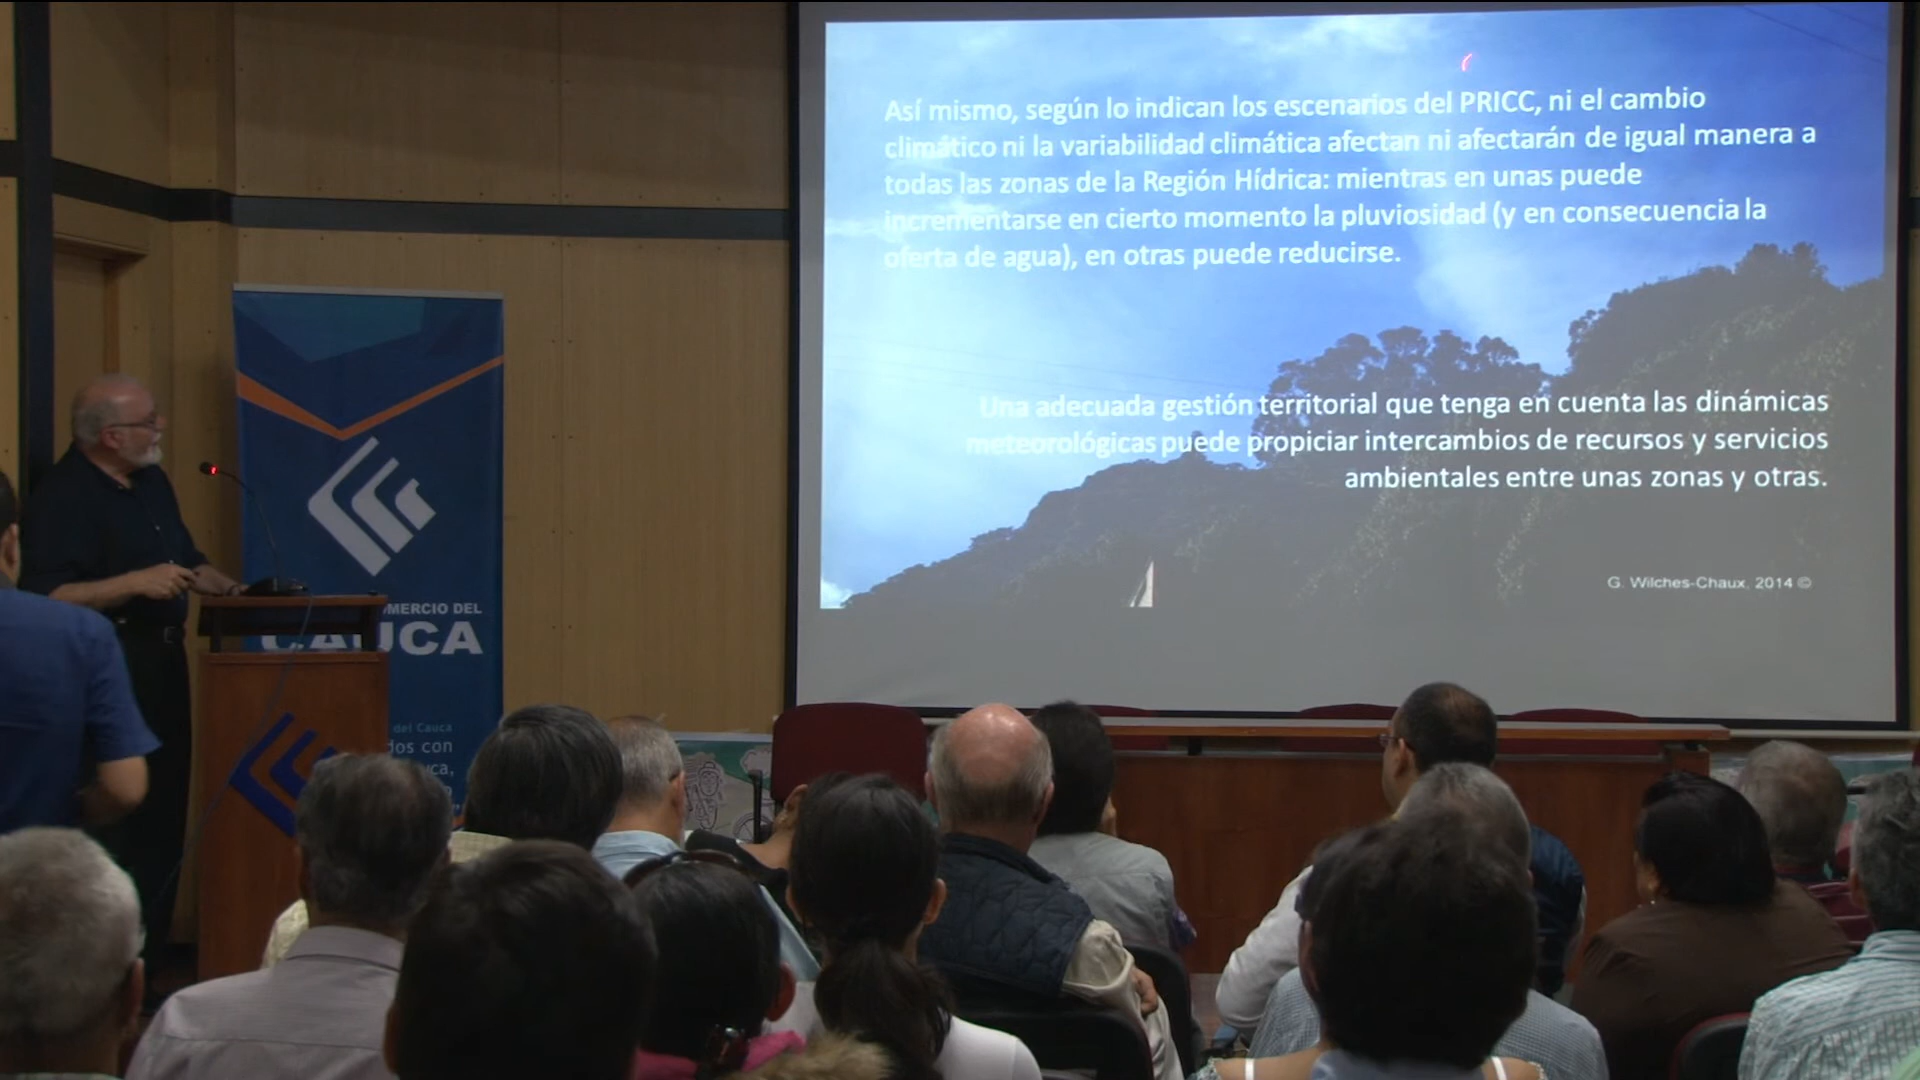 Así mismo, según lo indican los escenarios del PRICC, ni el cambio
climático ni la variabilidad climática afectan ni afectarán de igual manera a
todas las zonas de la Región Hídrica: mientras en unas puede
incrementarse en cierto momento la pluviosidad (y en consecuencia la
oferta de agua), en otras puede reducirse.
Una adecuada gestión territorial que tenga en cuenta las dinámicas
meteorológicas puede propiciar intercambios de recursos y servicios
ambientales entre unas zonas y otras.
G. Wilches-Chaux, 2014 ©
MERCIO DEL
CAUCA
del Cauca
dos con